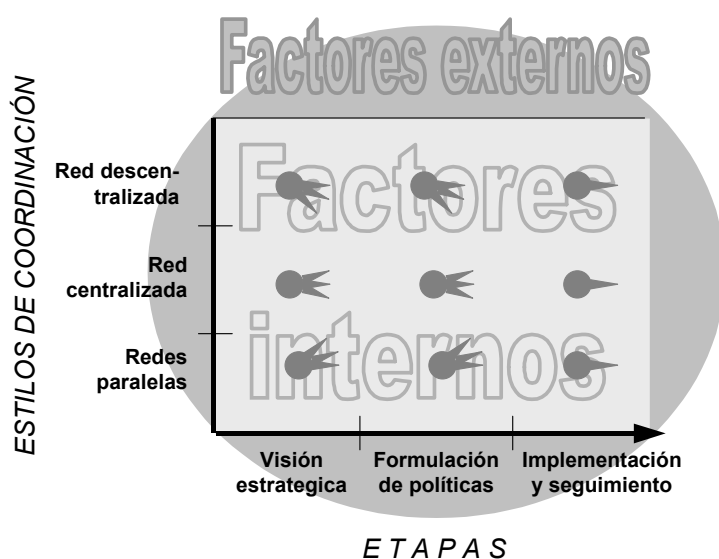 Factores externos
ESTILOS DE COORDINACIÓN
Factores
internos
Red descen-
tralizada
Red
centralizada
Redes
paralelas
Visión
estrategica
Formulación
de políticas
Implementación
y seguimiento
E T A P A S